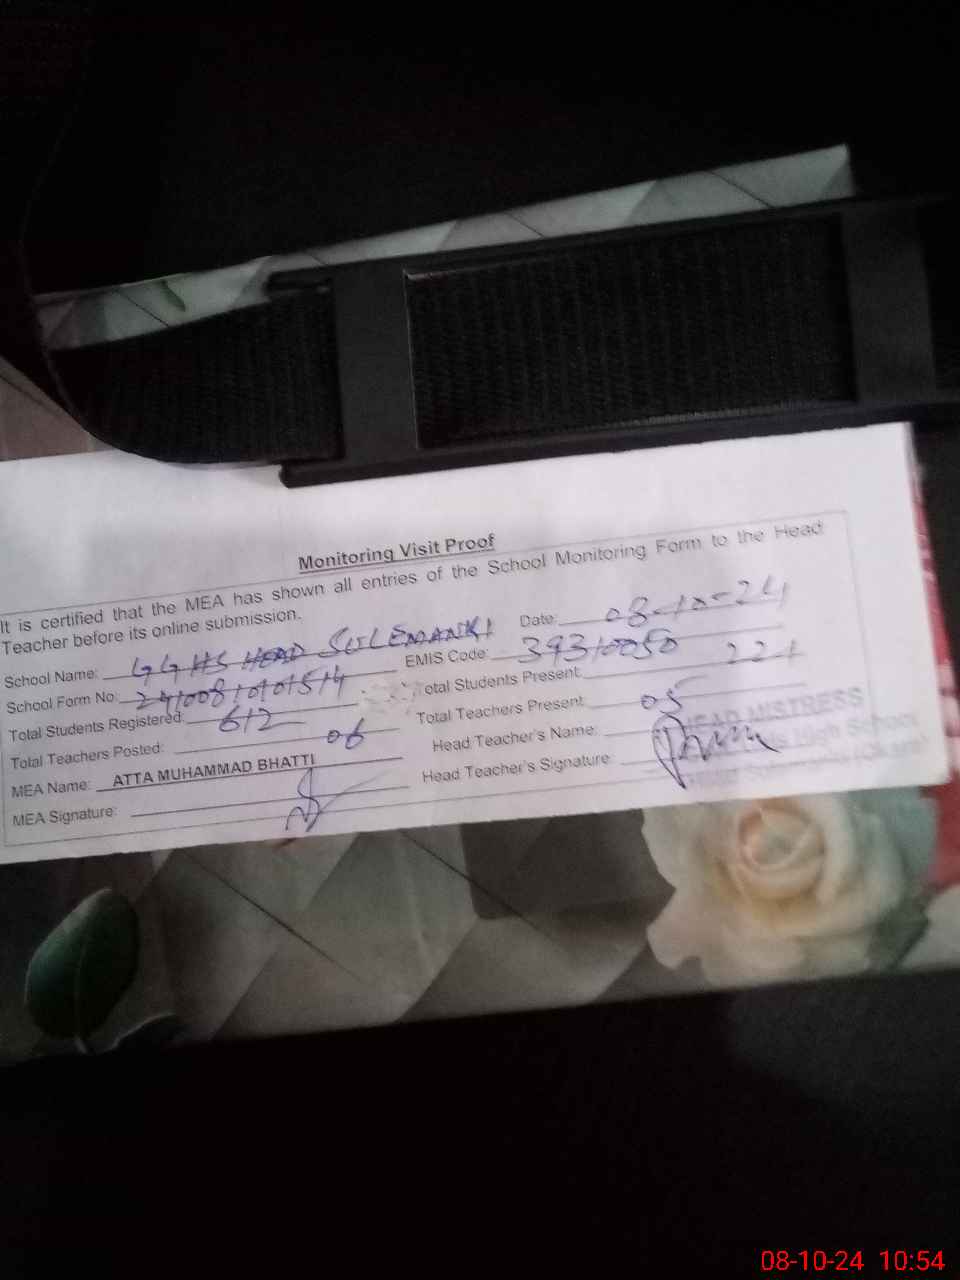 Monitoring Visit Proof
It is certified that the MEA has shown all entries of the School Monitoring Form to the Head
Teacher before its online submission.
School Name: GGHS HEAD SULEMANKI Date: 08-10-24
School Form No: 24100810101514 EMIS Code: 39310050
Total Students Registered: 612 Total Students Present: 221
Total Teachers Posted: 06 Total Teachers Present: 05
MEA Name: ATTA MUHAMMAD BHATTI Head Teacher's Name:
MEA Signature: Head Teacher's Signature:
HEAD MISTRESS
High School
08-10-24 10:54